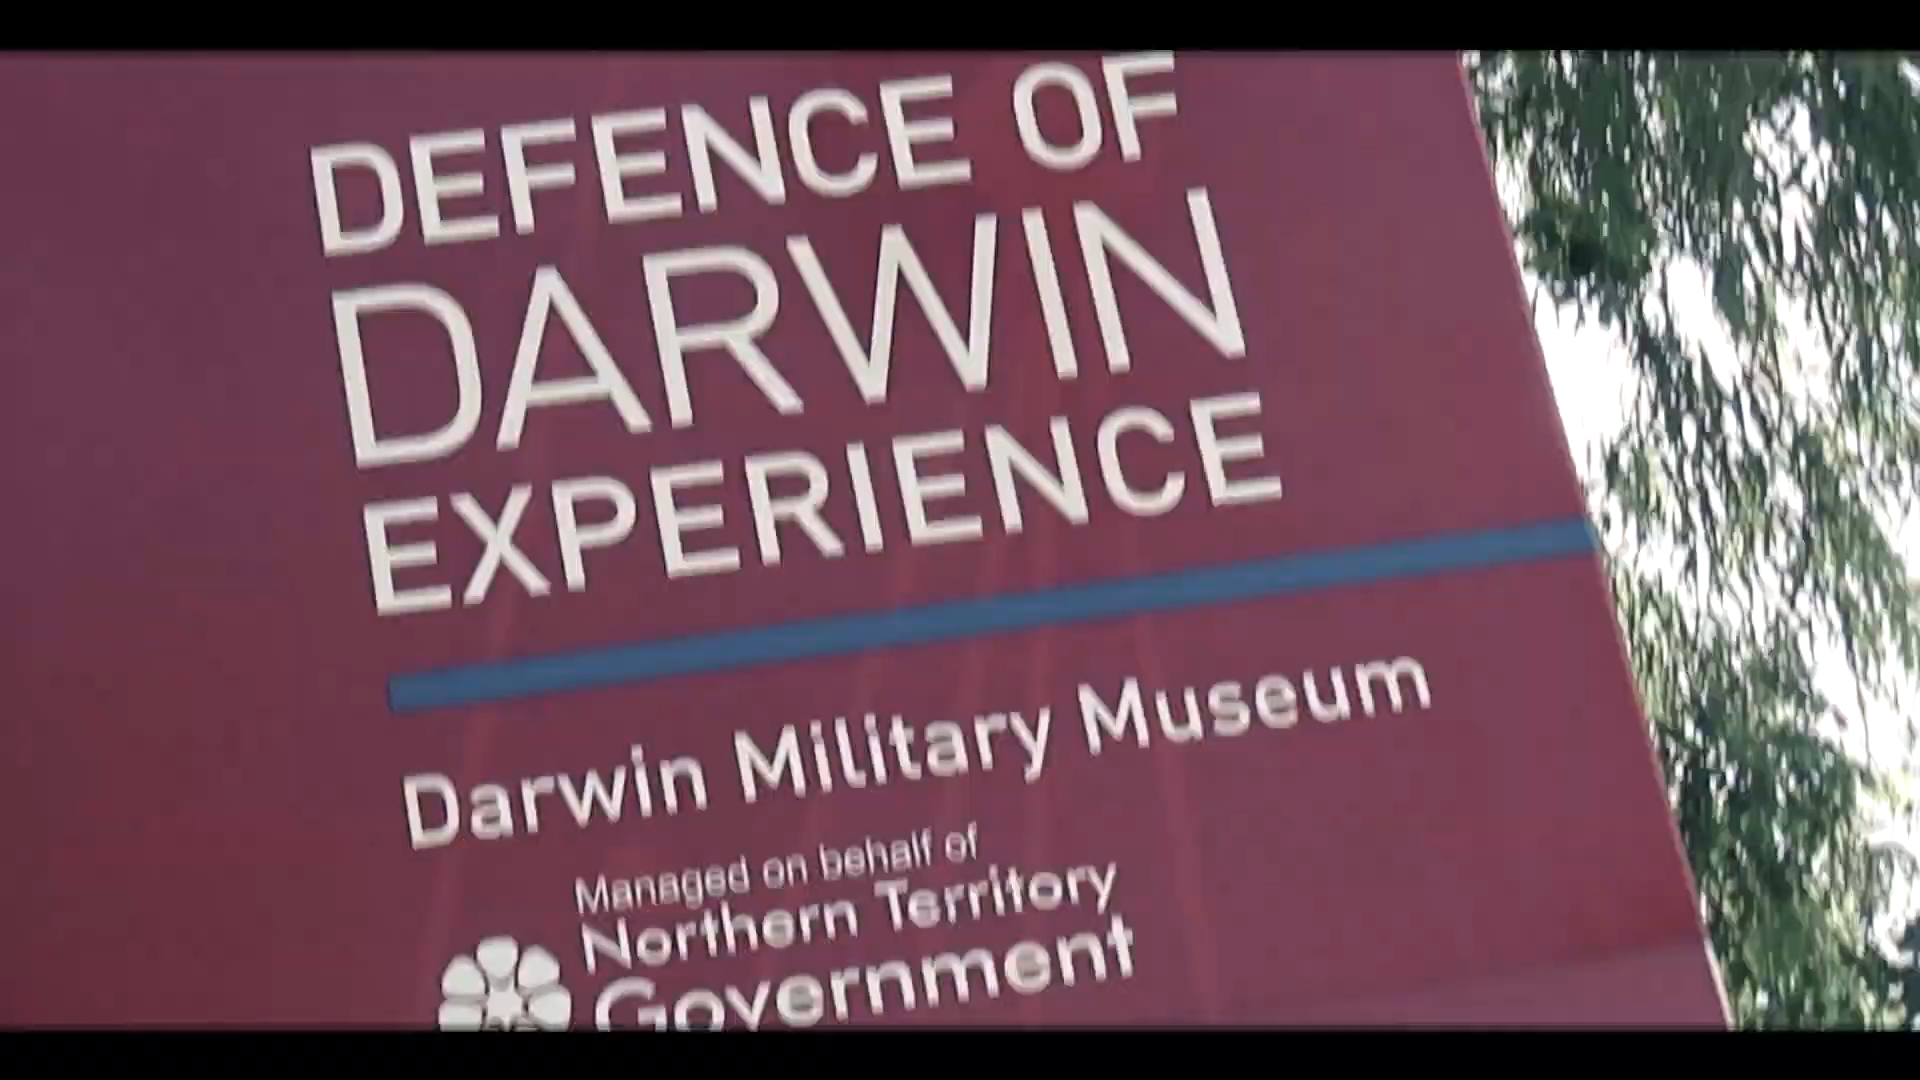 DEFENCE OF
DARWIN
EXPERIENCE
Darwin Military Museum
Managed on behalf of
Northern Territory
Government